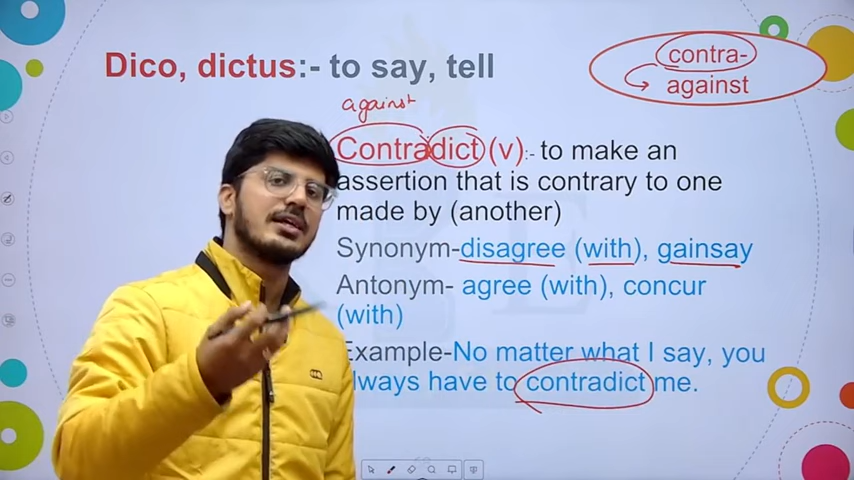 Dico, dictus:- to say, tell
contra-
against
against
Contradict (v):- to make an
assertion that is contrary to one
made by (another)
Synonym-disagree (with), gainsay
Antonym- agree (with), concur
(with)
Example-No matter what I say, you
lways have to contradict me.